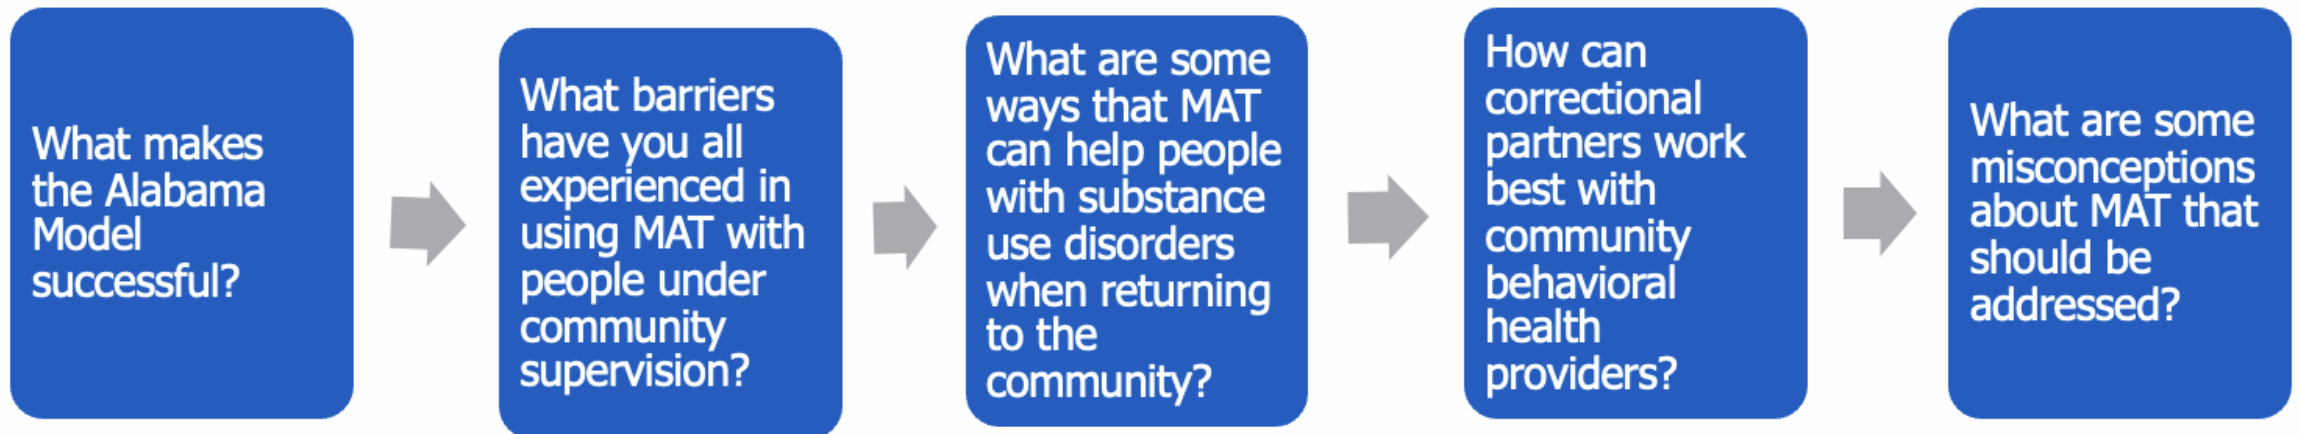 What makes
the Alabama
Model
successful?
What barriers
have you all
experienced in
using MAT with
people under
community
supervision?
What are some
ways that MAT
can help people
with substance
use disorders
when returning
to the
community?
How can
correctional
partners work
best with
community
behavioral
health
providers?
What are some
misconceptions
about MAT that
should be
addressed?